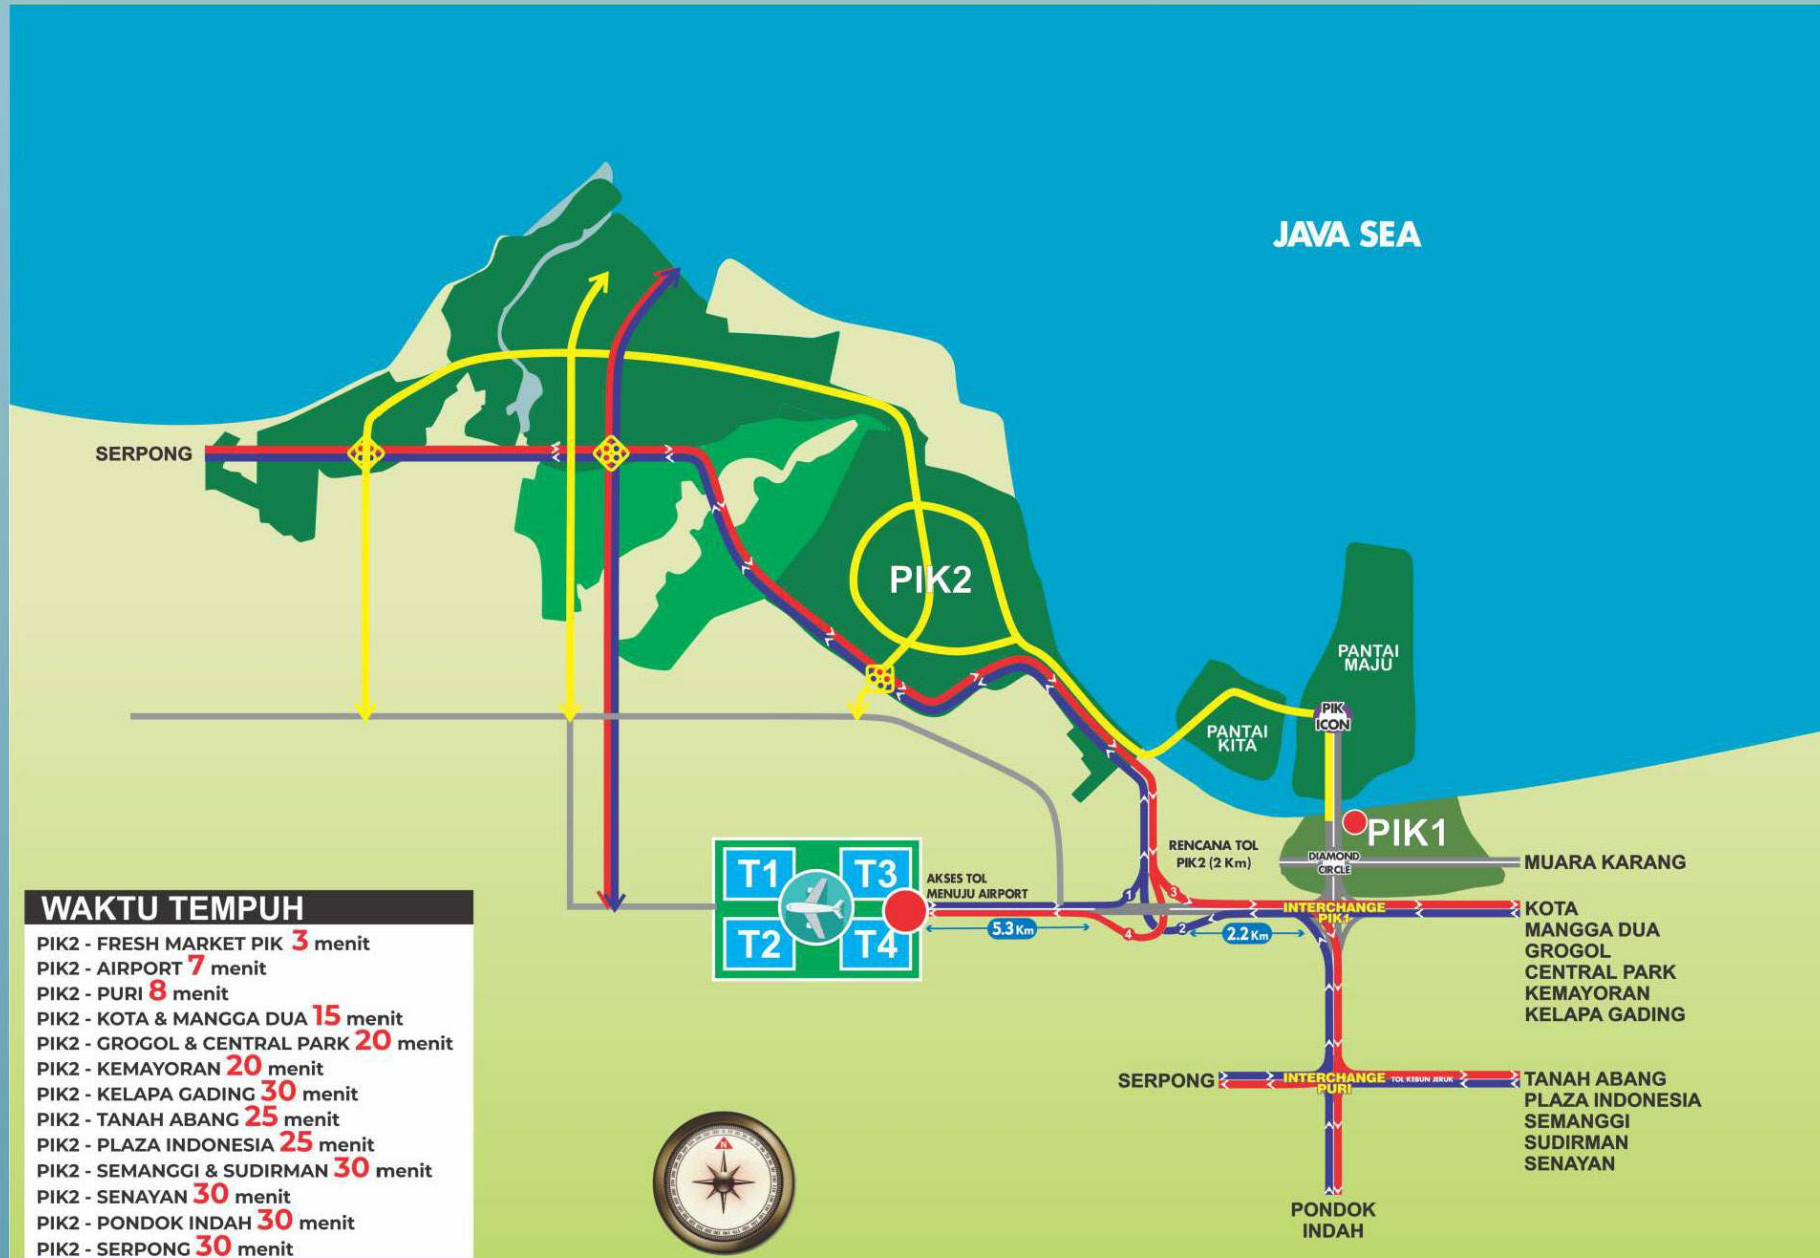 JAVA SEA
SERPONG
PIK2
PANTAI
MAJU
PIK
ICON
PANTAI
KITA
PIK1
DIAMOND
CIRCLE
MUARA KARANG
RENCANA TOL
PIK2 (2 Km)
T1
T3
T2
T4
AKSES TOL
MENUJU AIRPORT
5.3 Km
1
3
4
2
2.2 Km
INTERCHANGE
PIK1
KOTA
MANGGA DUA
GROGOL
CENTRAL PARK
KEMAYORAN
KELAPA GADING
SERPONG
INTERCHANGE
PURI
TOL KEBUN JERUK
TANAH ABANG
PLAZA INDONESIA
SEMANGGI
SUDIRMAN
SENAYAN
PONDOK
INDAH
N
WAKTU TEMPUH
PIK2 - FRESH MARKET PIK 3 menit
PIK2 - AIRPORT 7 menit
PIK2 - PURI 8 menit
PIK2 - KOTA & MANGGA DUA 15 menit
PIK2 - GROGOL & CENTRAL PARK 20 menit
PIK2 - KEMAYORAN 20 menit
PIK2 - KELAPA GADING 30 menit
PIK2 - TANAH ABANG 25 menit
PIK2 - PLAZA INDONESIA 25 menit
PIK2 - SEMANGGI & SUDIRMAN 30 menit
PIK2 - SENAYAN 30 menit
PIK2 - PONDOK INDAH 30 menit
PIK2 - SERPONG 30 menit